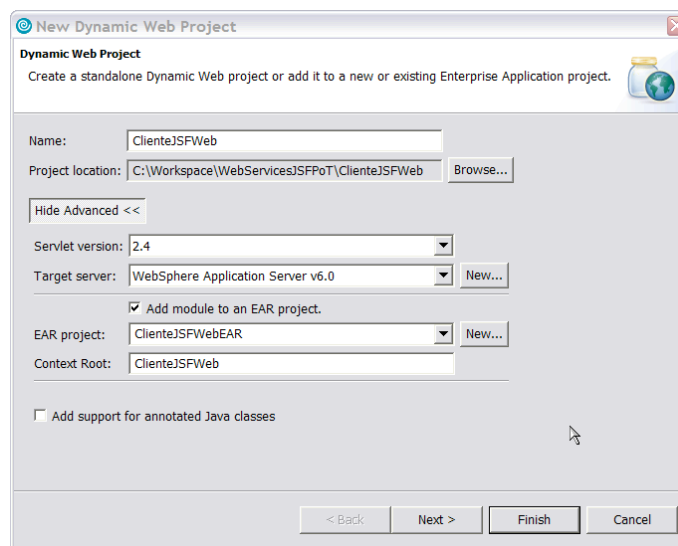 New Dynamic Web Project
Dynamic Web Project
Create a standalone Dynamic Web project or add it to a new or existing Enterprise Application project.
Name: ClienteJSFWeb
Project location: C:\Workspace\WebServicesJSFPoT\ClienteJSFWeb Browse...
Hide Advanced <<
Servlet version: 2.4
Target server: WebSphere Application Server v6.0 New...
Add module to an EAR project.
EAR project: ClienteJSFWebEAR New...
Context Root: ClienteJSFWeb
Add support for annotated Java classes
< Back Next > Finish Cancel